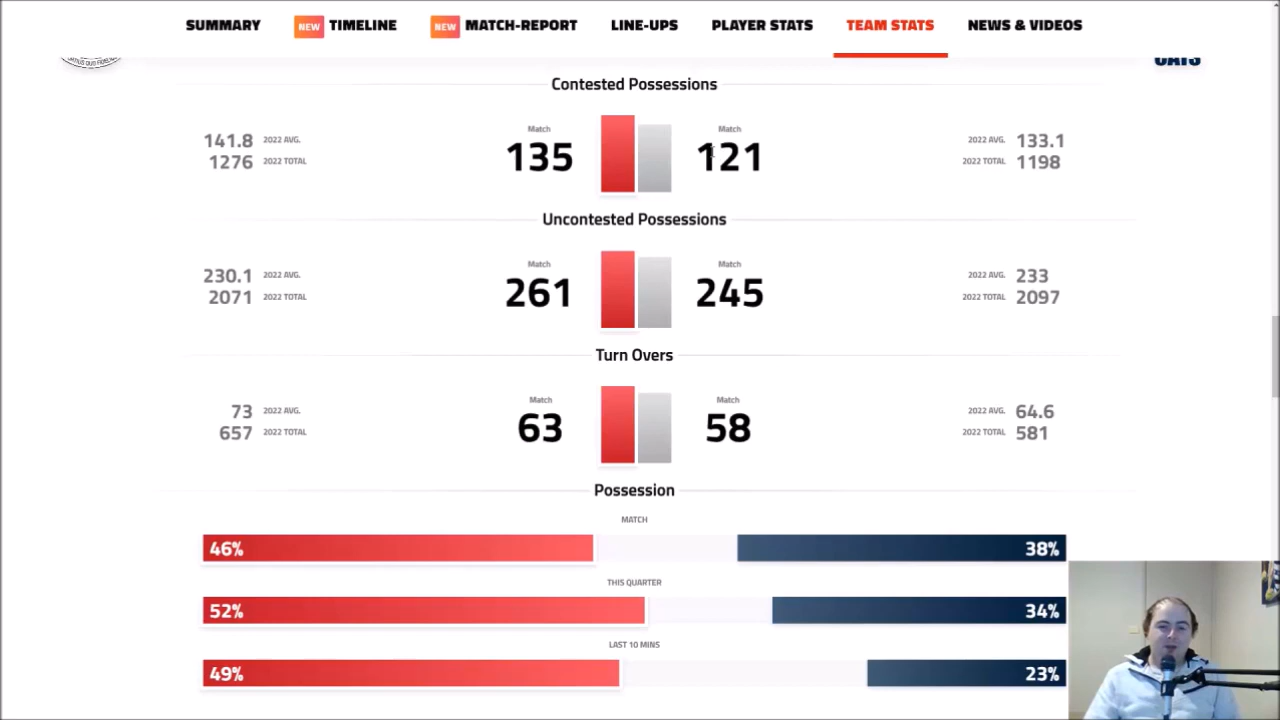 SUMMARY NEW TIMELINE NEW MATCH-REPORT LINE-UPS PLAYER STATS TEAM STATS NEWS & VIDEOS
CATS
Contested Possessions
141.8 2022 AVG. Match Match 2022 AVG. 133.1
1276 2022 TOTAL 135 121 2022 TOTAL 1198
Uncontested Possessions
230.1 2022 AVG. Match Match 2022 AVG. 233
2071 2022 TOTAL 261 245 2022 TOTAL 2097
Turn Overs
73 2022 AVG. Match Match 2022 AVG. 64.6
657 2022 TOTAL 63 58 2022 TOTAL 581
Possession
MATCH
46% 38%
THIS QUARTER
52% 34%
LAST 10 MINS
49% 23%